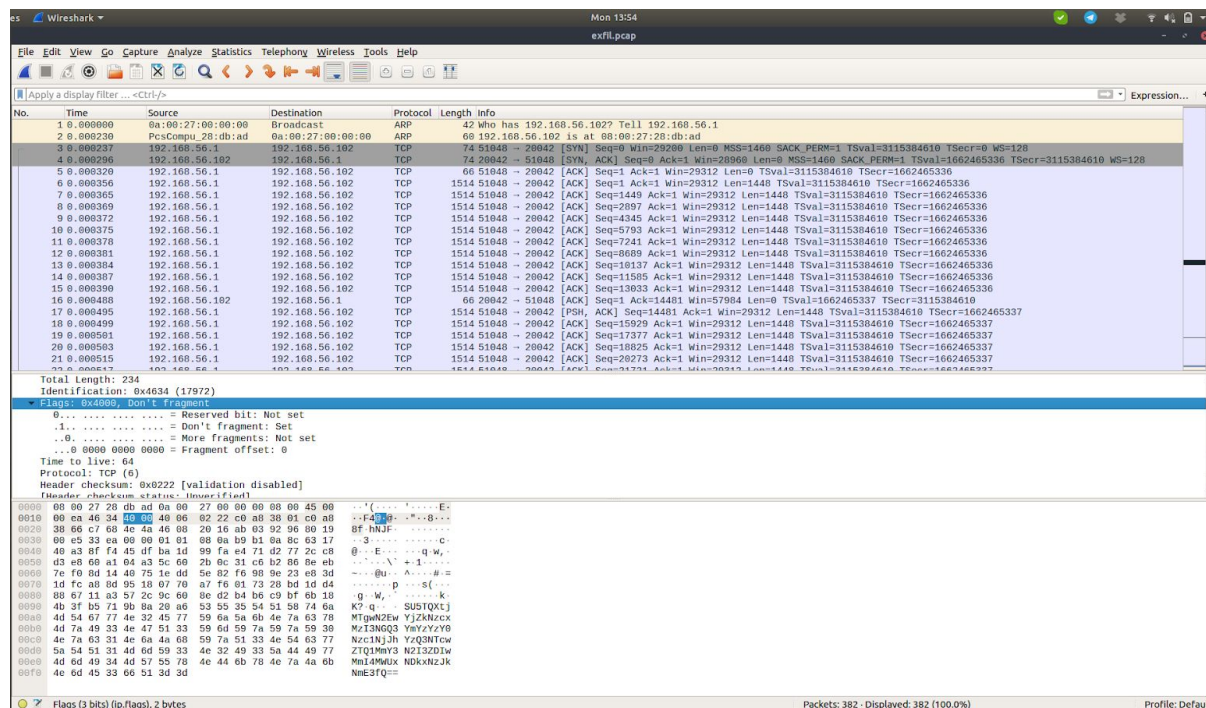 es Wireshark Mon 13:54
exfil.pcap
File Edit View Go Capture Analyze Statistics Telephony Wireless Tools Help
Apply a display filter ... <Ctrl-/> Expression... +
No. Time Source Destination Protocol Length Info
1 0.000000 0a:00:27:00:00:00 Broadcast ARP 42 Who has 192.168.56.102? Tell 192.168.56.1
2 0.000230 PcsCompu_28:db:ad 0a:00:27:00:00:00 ARP 60 192.168.56.102 is at 08:00:27:28:db:ad
3 0.000237 192.168.56.1 192.168.56.102 TCP 74 51048 → 20042 [SYN] Seq=0 Win=29200 Len=0 MSS=1460 SACK_PERM=1 TSval=3115384610 TSecr=0 WS=128
4 0.000296 192.168.56.102 192.168.56.1 TCP 74 20042 → 51048 [SYN, ACK] Seq=0 Ack=1 Win=28960 Len=0 MSS=1460 SACK_PERM=1 TSval=1662465336 TSecr=3115384610 WS=128
5 0.000320 192.168.56.1 192.168.56.102 TCP 66 51048 → 20042 [ACK] Seq=1 Ack=1 Win=29312 Len=0 TSval=3115384610 TSecr=1662465336
6 0.000356 192.168.56.1 192.168.56.102 TCP 1514 51048 → 20042 [ACK] Seq=1 Ack=1 Win=29312 Len=1448 TSval=3115384610 TSecr=1662465336
7 0.000365 192.168.56.1 192.168.56.102 TCP 1514 51048 → 20042 [ACK] Seq=1449 Ack=1 Win=29312 Len=1448 TSval=3115384610 TSecr=1662465336
8 0.000369 192.168.56.1 192.168.56.102 TCP 1514 51048 → 20042 [ACK] Seq=2897 Ack=1 Win=29312 Len=1448 TSval=3115384610 TSecr=1662465336
9 0.000372 192.168.56.1 192.168.56.102 TCP 1514 51048 → 20042 [ACK] Seq=4345 Ack=1 Win=29312 Len=1448 TSval=3115384610 TSecr=1662465336
10 0.000375 192.168.56.1 192.168.56.102 TCP 1514 51048 → 20042 [ACK] Seq=5793 Ack=1 Win=29312 Len=1448 TSval=3115384610 TSecr=1662465336
11 0.000378 192.168.56.1 192.168.56.102 TCP 1514 51048 → 20042 [ACK] Seq=7241 Ack=1 Win=29312 Len=1448 TSval=3115384610 TSecr=1662465336
12 0.000381 192.168.56.1 192.168.56.102 TCP 1514 51048 → 20042 [ACK] Seq=8689 Ack=1 Win=29312 Len=1448 TSval=3115384610 TSecr=1662465336
13 0.000384 192.168.56.1 192.168.56.102 TCP 1514 51048 → 20042 [ACK] Seq=10137 Ack=1 Win=29312 Len=1448 TSval=3115384610 TSecr=1662465336
14 0.000387 192.168.56.1 192.168.56.102 TCP 1514 51048 → 20042 [ACK] Seq=11585 Ack=1 Win=29312 Len=1448 TSval=3115384610 TSecr=1662465336
15 0.000390 192.168.56.1 192.168.56.102 TCP 1514 51048 → 20042 [ACK] Seq=13033 Ack=1 Win=29312 Len=1448 TSval=3115384610 TSecr=1662465336
16 0.000488 192.168.56.102 192.168.56.1 TCP 66 20042 → 51048 [ACK] Seq=1 Ack=14481 Win=57984 Len=0 TSval=1662465337 TSecr=3115384610
17 0.000495 192.168.56.1 192.168.56.102 TCP 1514 51048 → 20042 [PSH, ACK] Seq=14481 Ack=1 Win=29312 Len=1448 TSval=3115384610 TSecr=1662465337
18 0.000499 192.168.56.1 192.168.56.102 TCP 1514 51048 → 20042 [ACK] Seq=15929 Ack=1 Win=29312 Len=1448 TSval=3115384610 TSecr=1662465337
19 0.000501 192.168.56.1 192.168.56.102 TCP 1514 51048 → 20042 [ACK] Seq=17377 Ack=1 Win=29312 Len=1448 TSval=3115384610 TSecr=1662465337
20 0.000503 192.168.56.1 192.168.56.102 TCP 1514 51048 → 20042 [ACK] Seq=18825 Ack=1 Win=29312 Len=1448 TSval=3115384610 TSecr=1662465337
21 0.000515 192.168.56.1 192.168.56.102 TCP 1514 51048 → 20042 [ACK] Seq=20273 Ack=1 Win=29312 Len=1448 TSval=3115384610 TSecr=1662465337
22 0.000517 192.168.56.1 192.168.56.102 TCP 1514 51048 → 20042 [ACK] Seq=21721 Ack=1 Win=29312 Len=1448 TSval=3115384610 TSecr=1662465337
Total Length: 234
Identification: 0x4634 (17972)
Flags: 0x4000, Don't fragment
0... .... .... .... = Reserved bit: Not set
.1.. .... .... .... = Don't fragment: Set
..0. .... .... .... = More fragments: Not set
...0 0000 0000 0000 = Fragment offset: 0
Time to live: 64
Protocol: TCP (6)
Header checksum: 0x0222 [validation disabled]
[Header checksum status: Unverified]
0000 08 00 27 28 db ad 0a 00 27 00 00 00 08 00 45 00 ··'(···· '·····E·
0010 00 ea 46 34 40 00 40 06 02 22 c0 a8 38 01 c0 a8 ··F4@·@· ·"··8···
0020 38 66 c7 68 4e 4a 46 08 20 16 ab 03 92 96 80 19 8f·hNJF· ·······
0030 00 e5 33 ea 00 00 01 01 08 0a b9 b1 0a 8c 63 17 ··3····· ······c·
0040 40 a3 8f f4 45 df ba 1d 99 fa e4 71 d2 77 2c c8 @···E··· ···q·w,·
0050 d3 e8 60 a1 04 a3 5c 60 2b 0c 31 c6 b2 86 8e eb ··`···\` +·1·····
0060 7e f0 8d 14 40 75 1e dd 5e 82 f6 98 9e 23 e8 3d ~···@u·· ^····#·=
0070 1d fc a8 8d 95 18 07 70 a7 f6 01 73 28 bd 1d d4 ·······p ···s(···
0080 88 67 11 a3 57 2c 9c 60 8e d2 b4 b6 c9 bf 6b 18 ·g··W,·` ······k·
0090 4b 3f b5 71 9b 8a 20 a6 53 55 35 54 51 58 74 6a K?·q·· · SU5TQXtj
00a0 4d 54 67 77 4e 32 45 77 59 6a 5a 6b 4e 7a 63 78 MTgwN2Ew YjZkNzcx
00b0 4d 7a 49 33 4e 47 51 33 59 6d 59 7a 59 7a 59 30 MzI3NGQ3 YmYzYzY0
00c0 4e 7a 63 31 4e 6a 4a 68 59 7a 51 33 4e 54 63 77 Nzc1NjJh YzQ3NTcw
00d0 5a 54 51 31 4d 6d 59 33 4e 32 49 33 5a 44 49 77 ZTQ1MmY3 N2I3ZDIw
00e0 4d 6d 49 34 4d 57 55 78 4e 44 6b 78 4e 7a 4a 6b MmI4MWUx NDkxNzJk
00f0 4e 6d 45 33 66 51 3d 3d NmE3fQ==
Flags (3 bits) (ip.flags), 2 bytes Packets: 382 · Displayed: 382 (100.0%) Profile: Defau